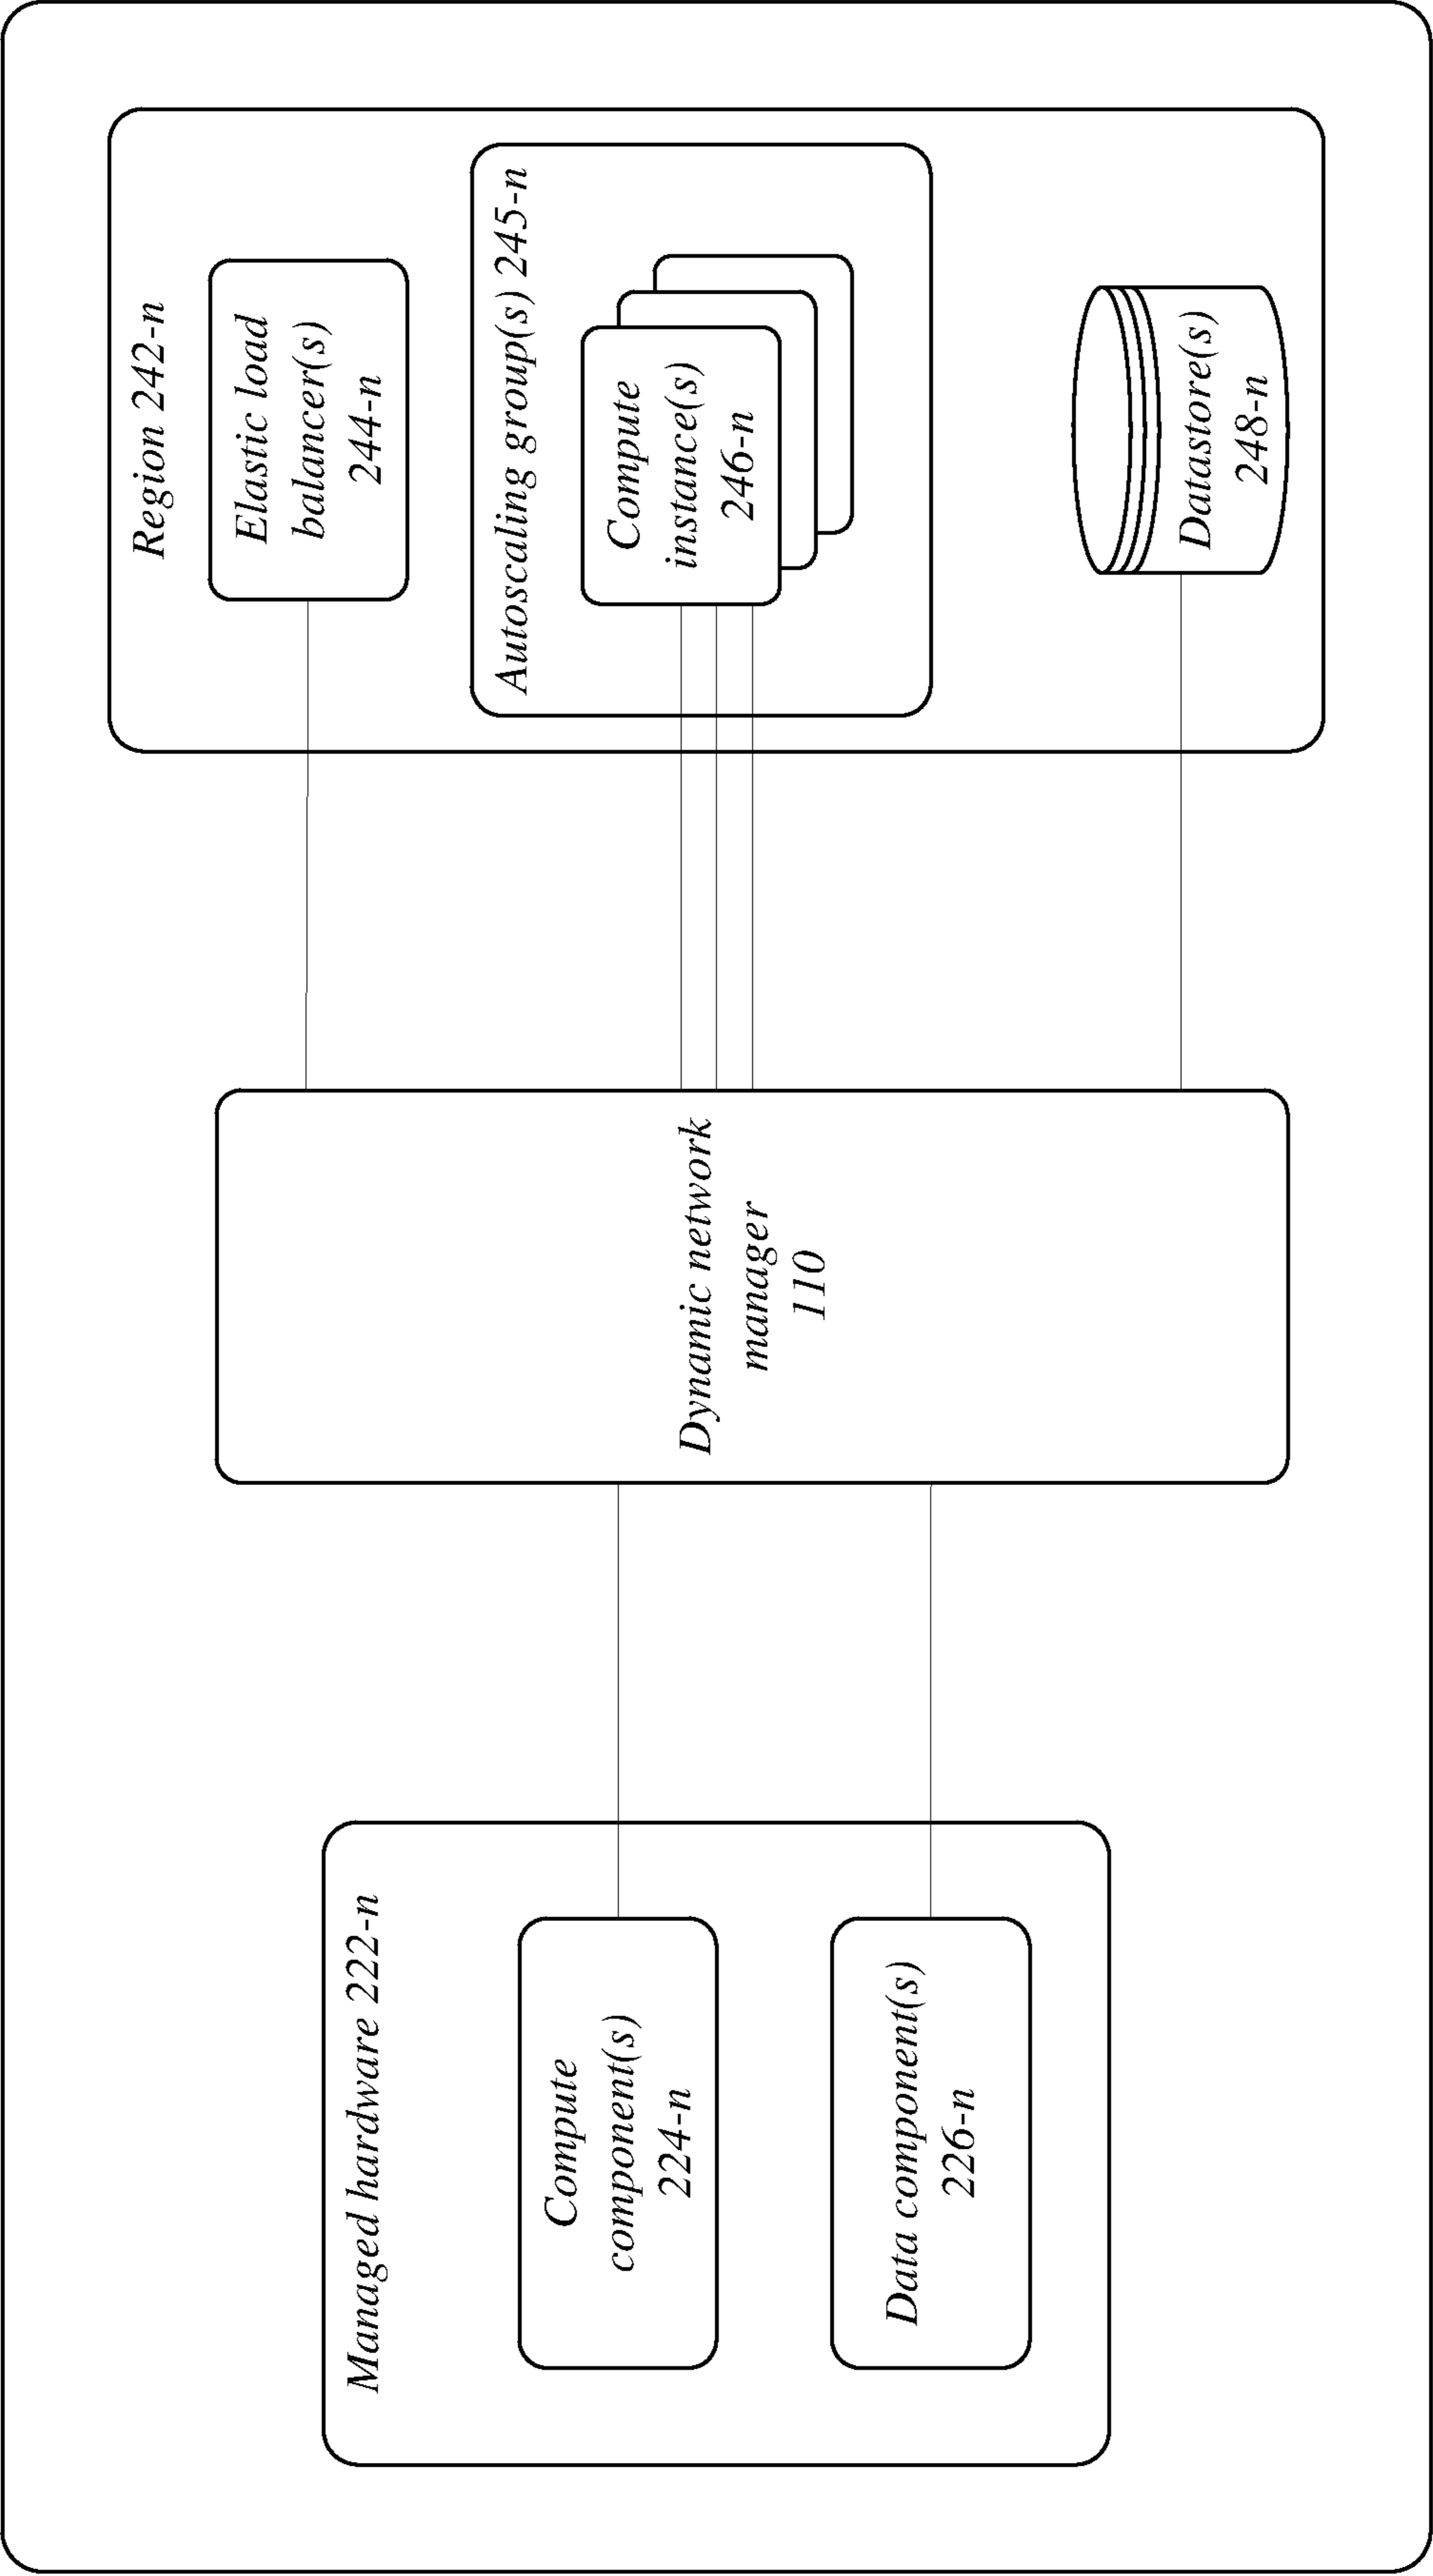 Managed hardware 222-n
Compute
component(s)
224-n
Data component(s)
226-n
Dynamic network
manager
110
Region 242-n
Elastic load
balancer(s)
244-n
Autoscaling group(s) 245-n
Compute
instance(s)
246-n
Datastore(s)
248-n